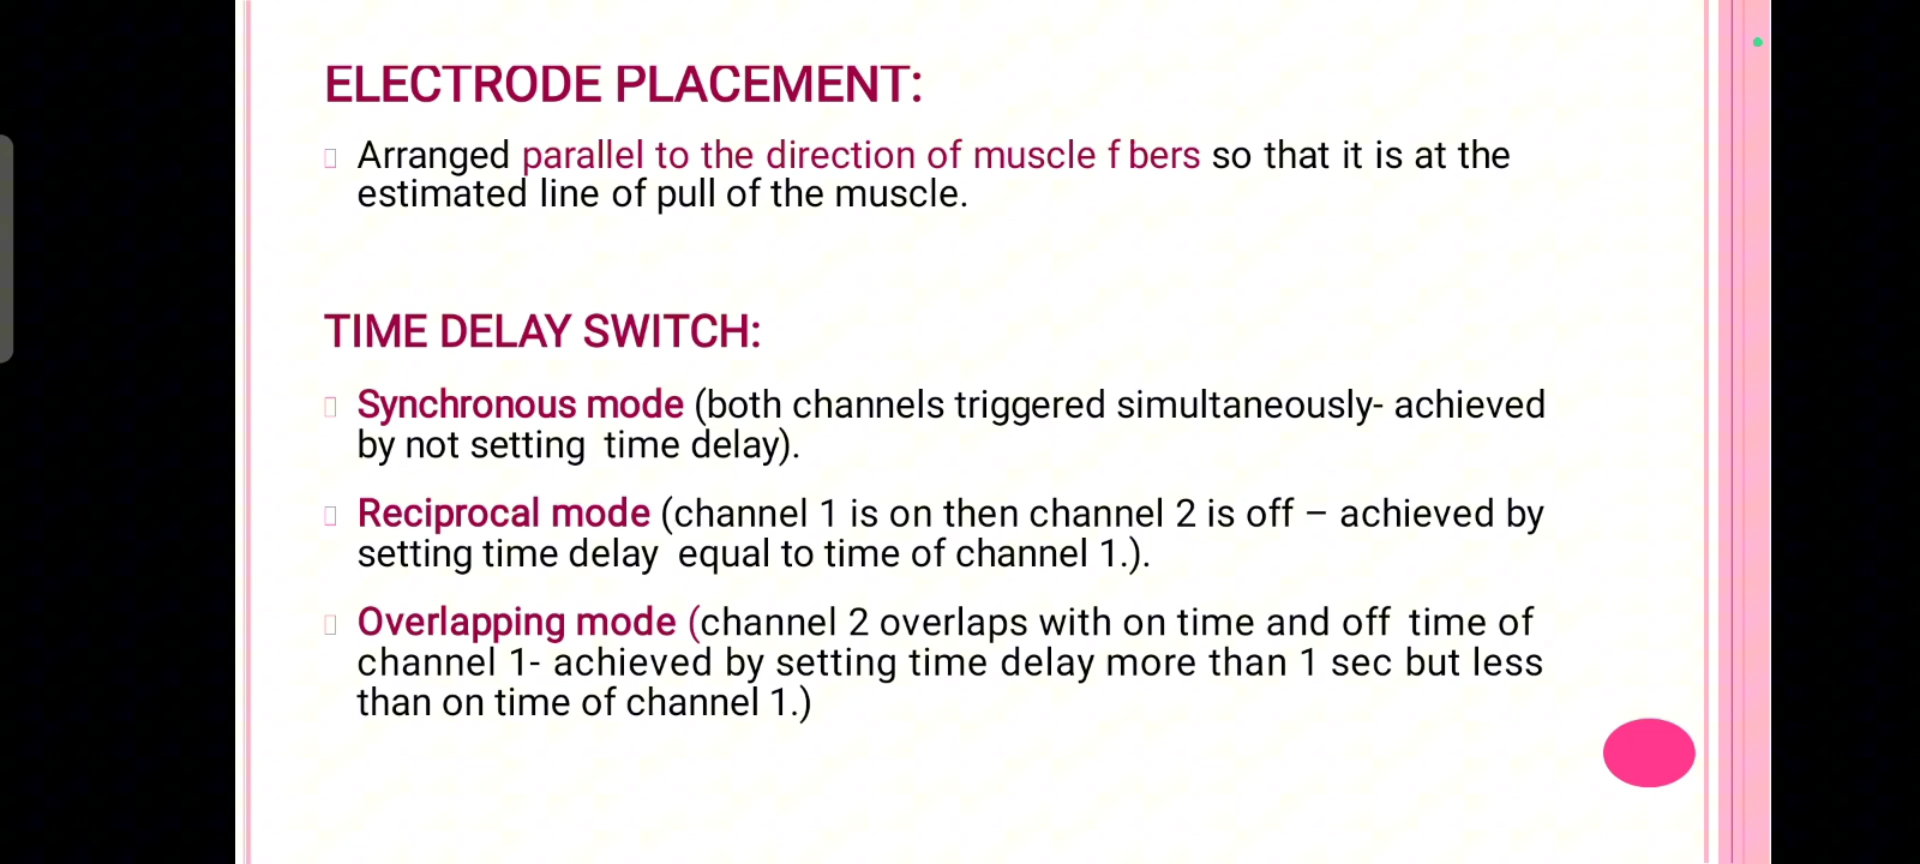 ELECTRODE PLACEMENT:
Arranged parallel to the direction of muscle f bers so that it is at the
estimated line of pull of the muscle.
TIME DELAY SWITCH:
Synchronous mode (both channels triggered simultaneously- achieved
by not setting time delay).
Reciprocal mode (channel 1 is on then channel 2 is off – achieved by
setting time delay equal to time of channel 1.).
Overlapping mode (channel 2 overlaps with on time and off time of
channel 1- achieved by setting time delay more than 1 sec but less
than on time of channel 1.)